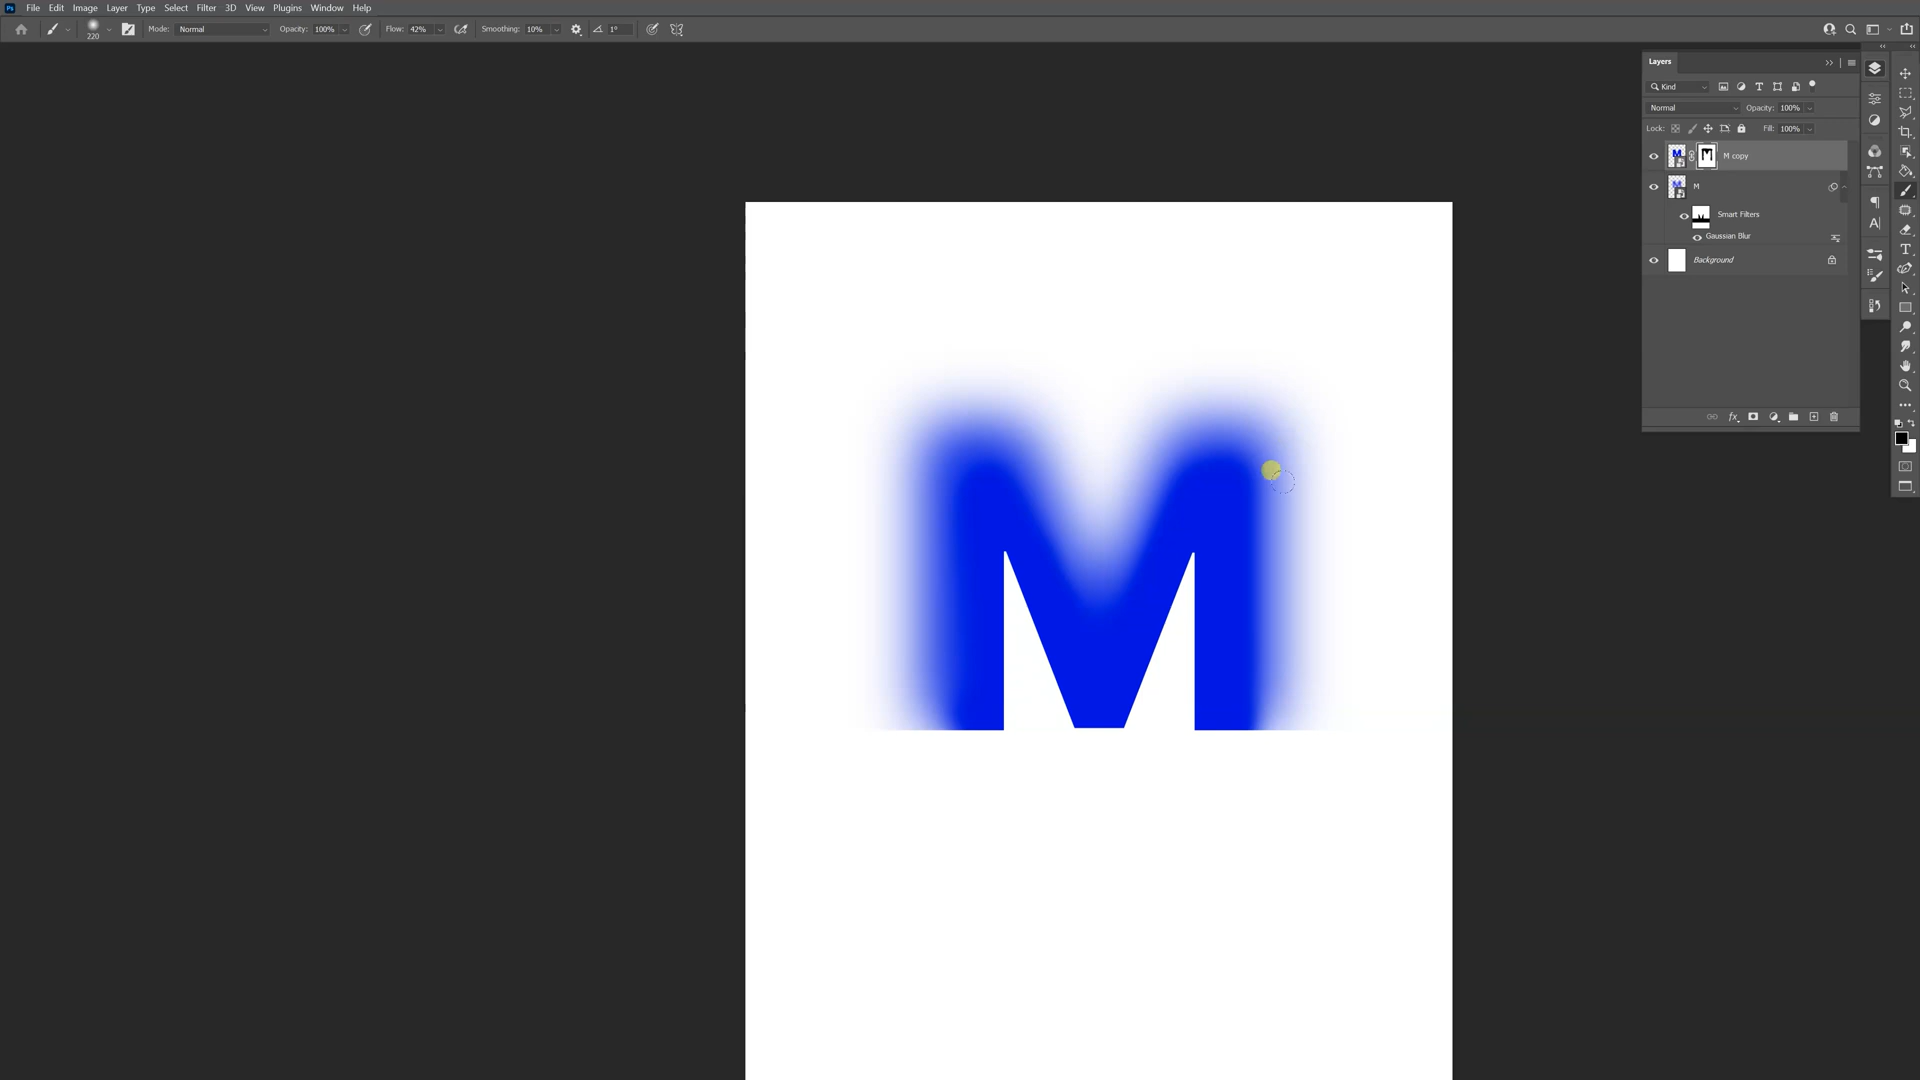 Ps File Edit Image Layer Type Select Filter 3D View Plugins Window Help
220 Mode: Normal Opacity: 100% Flow: 42% Smoothing: 10% 1°
Layers
Kind
Normal Opacity: 100%
Lock: Fill: 100%
M M M copy
M M
Smart Filters
Gaussian Blur
Background
M